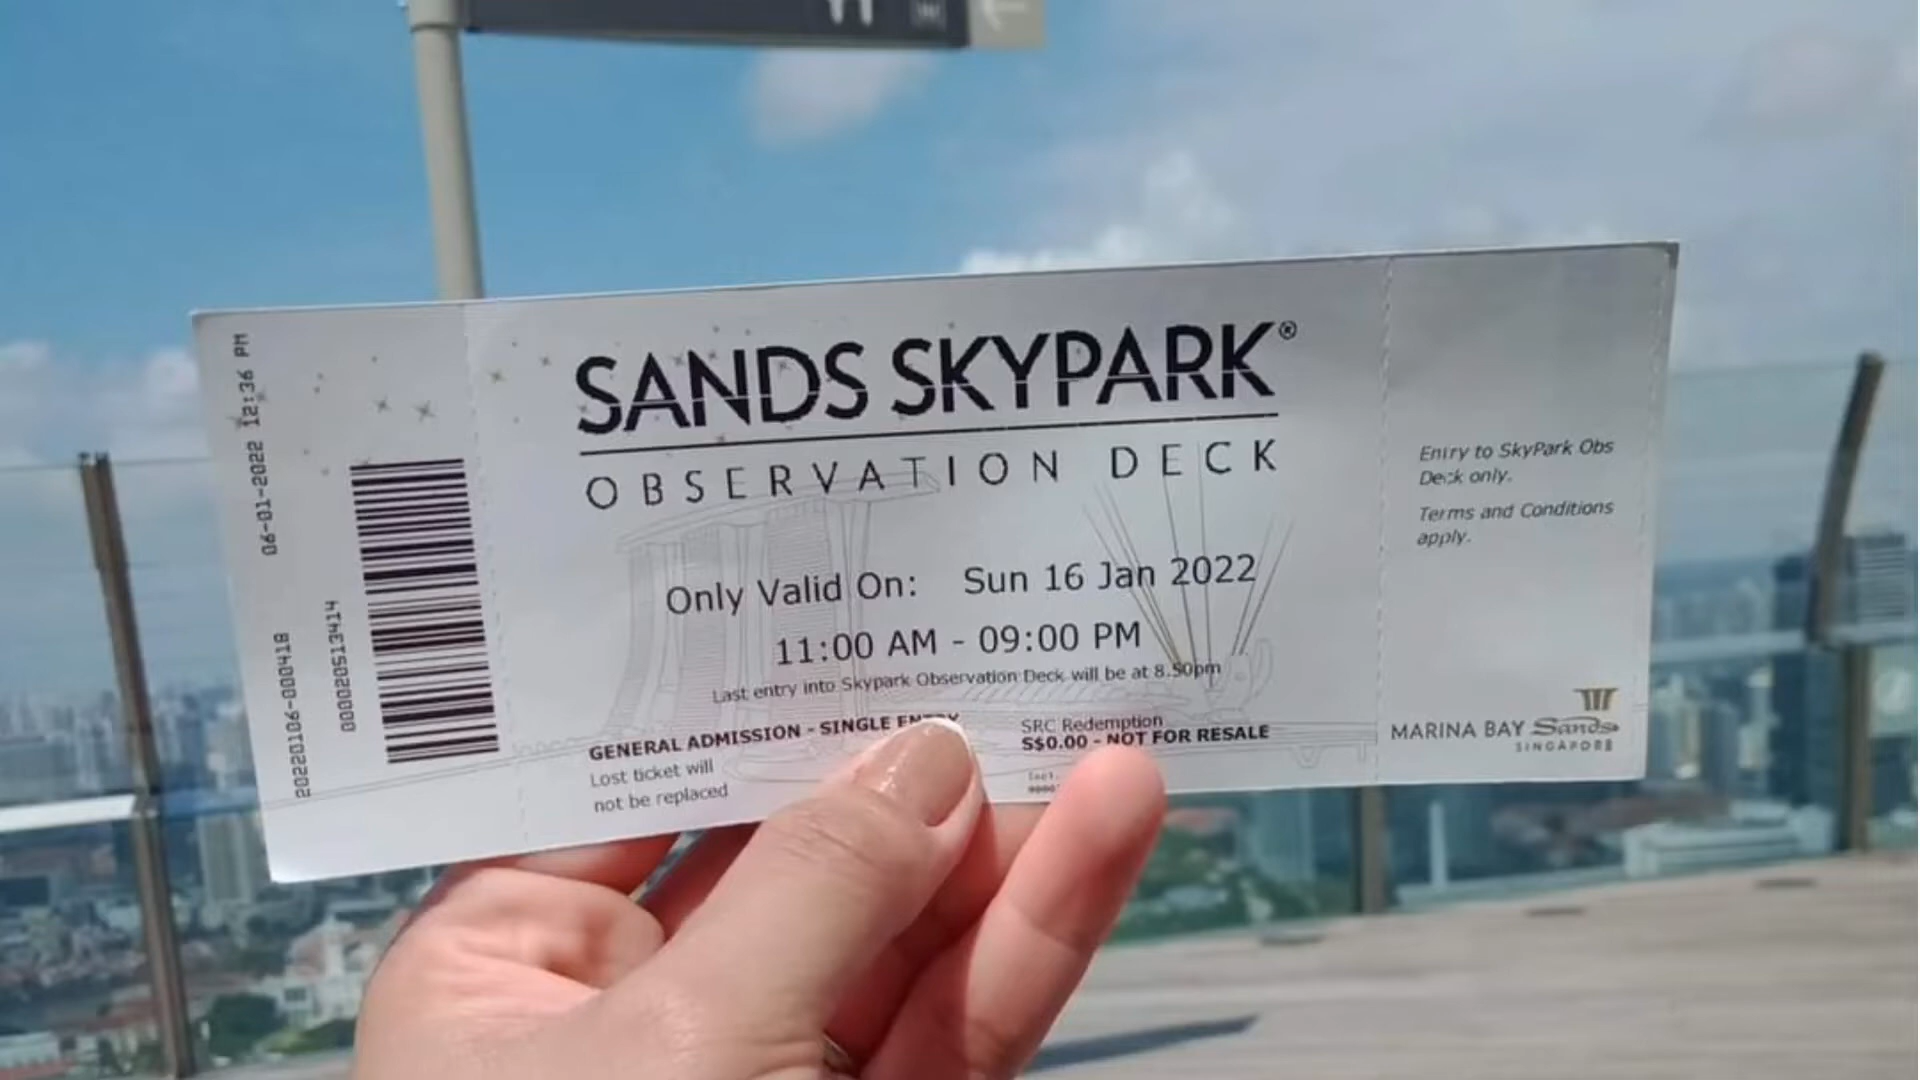 06-01-2022 12:36 PM
20220106-000418
0000020513414
SANDS SKYPARK®
OBSERVATION DECK
Only Valid On: Sun 16 Jan 2022
11:00 AM - 09:00 PM
Last entry into Skypark Observation Deck will be at 8.50pm
GENERAL ADMISSION - SINGLE ENTRY
Lost ticket will
not be replaced
SRC Redemption
S$0.00 - NOT FOR RESALE
Entry to SkyPark Obs
Deck only.
Terms and Conditions
apply.
MARINA BAY Sands
SINGAPORE